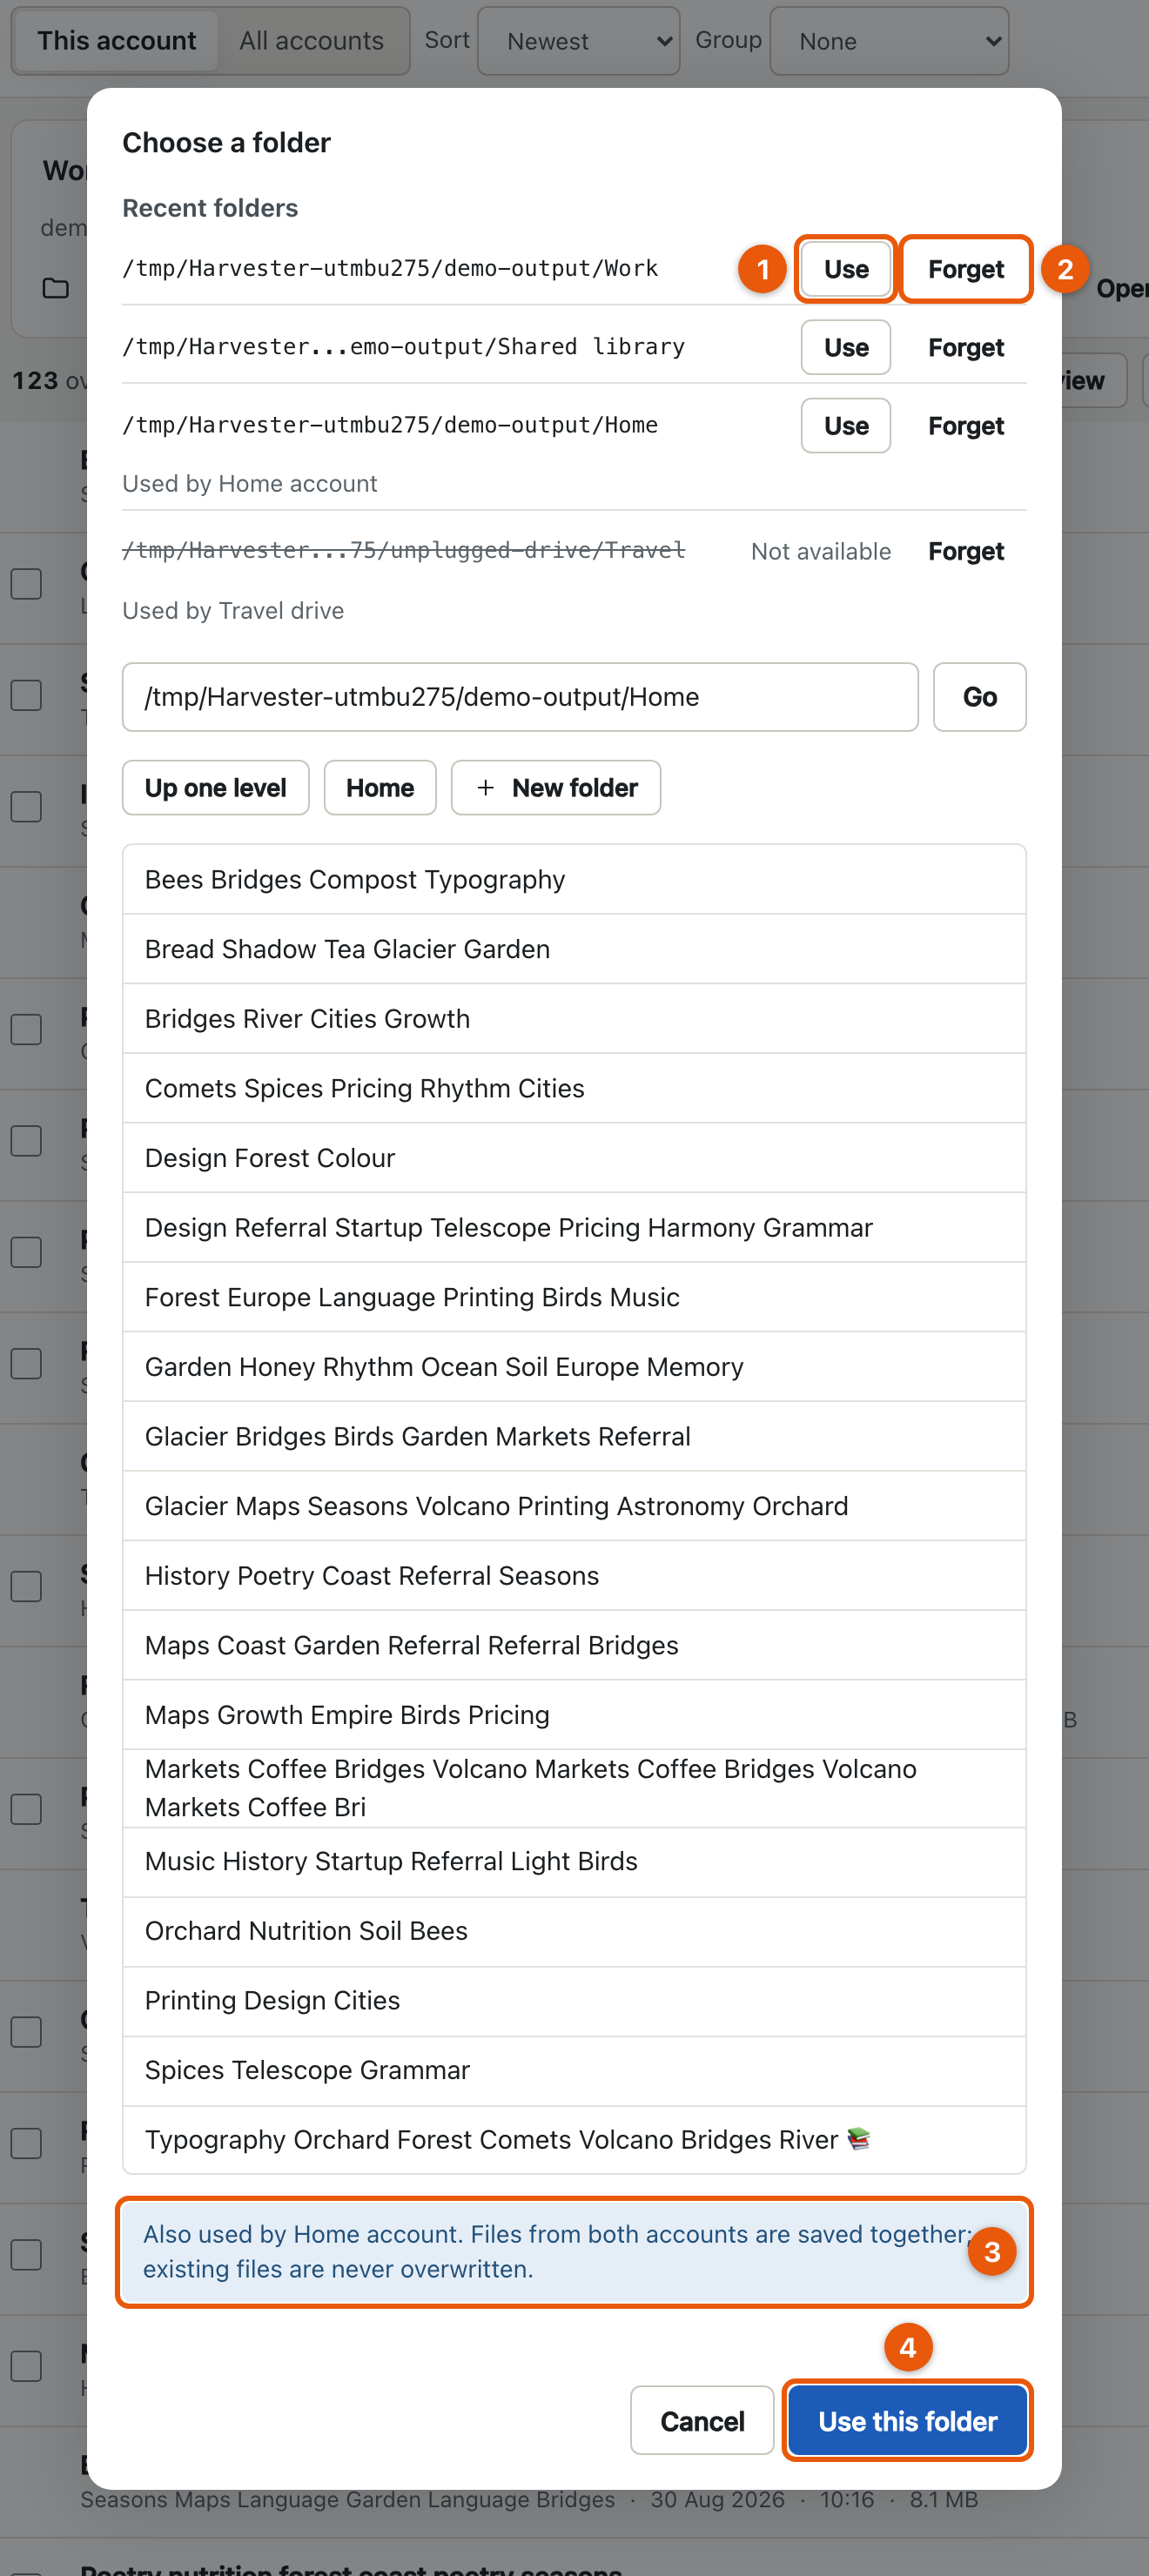 This account All accounts Sort Newest Group None
Choose a folder
Recent folders
/tmp/Harvester-utmbu275/demo-output/Work 1 Use Forget 2
/tmp/Harvester...emo-output/Shared library Use Forget
123
/tmp/Harvester-utmbu275/demo-output/Home Use Forget
Used by Home account
/tmp/Harvester...75/unplugged-drive/Travel Not available Forget
Used by Travel drive
/tmp/Harvester-utmbu275/demo-output/Home Go
Up one level Home + New folder
Bees Bridges Compost Typography
Bread Shadow Tea Glacier Garden
Bridges River Cities Growth
Comets Spices Pricing Rhythm Cities
Design Forest Colour
Design Referral Startup Telescope Pricing Harmony Grammar
Forest Europe Language Printing Birds Music
Garden Honey Rhythm Ocean Soil Europe Memory
Glacier Bridges Birds Garden Markets Referral
Glacier Maps Seasons Volcano Printing Astronomy Orchard
History Poetry Coast Referral Seasons
Maps Coast Garden Referral Referral Bridges
Maps Growth Empire Birds Pricing
Markets Coffee Bridges Volcano Markets Coffee Bridges Volcano
Markets Coffee Bri
Music History Startup Referral Light Birds
Orchard Nutrition Soil Bees
Printing Design Cities
Spices Telescope Grammar
Typography Orchard Forest Comets Volcano Bridges River 📚
Also used by Home account. Files from both accounts are saved together;
existing files are never overwritten.
3
4
Cancel Use this folder
Seasons Maps Language Garden Language Bridges · 30 Aug 2026 · 10:16 · 8.1 MB
Poetry nutrition forest coast poetry seasons